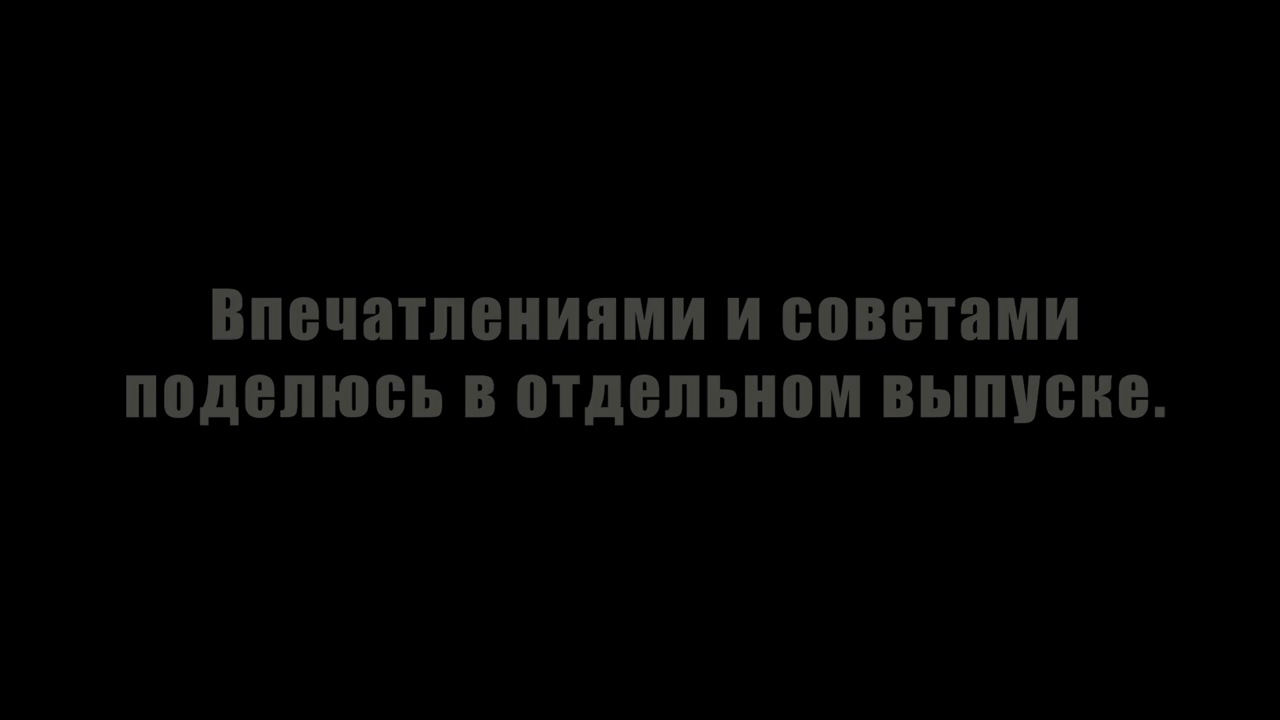 Впечатлениями и советами
поделюсь в отдельном выпуске.